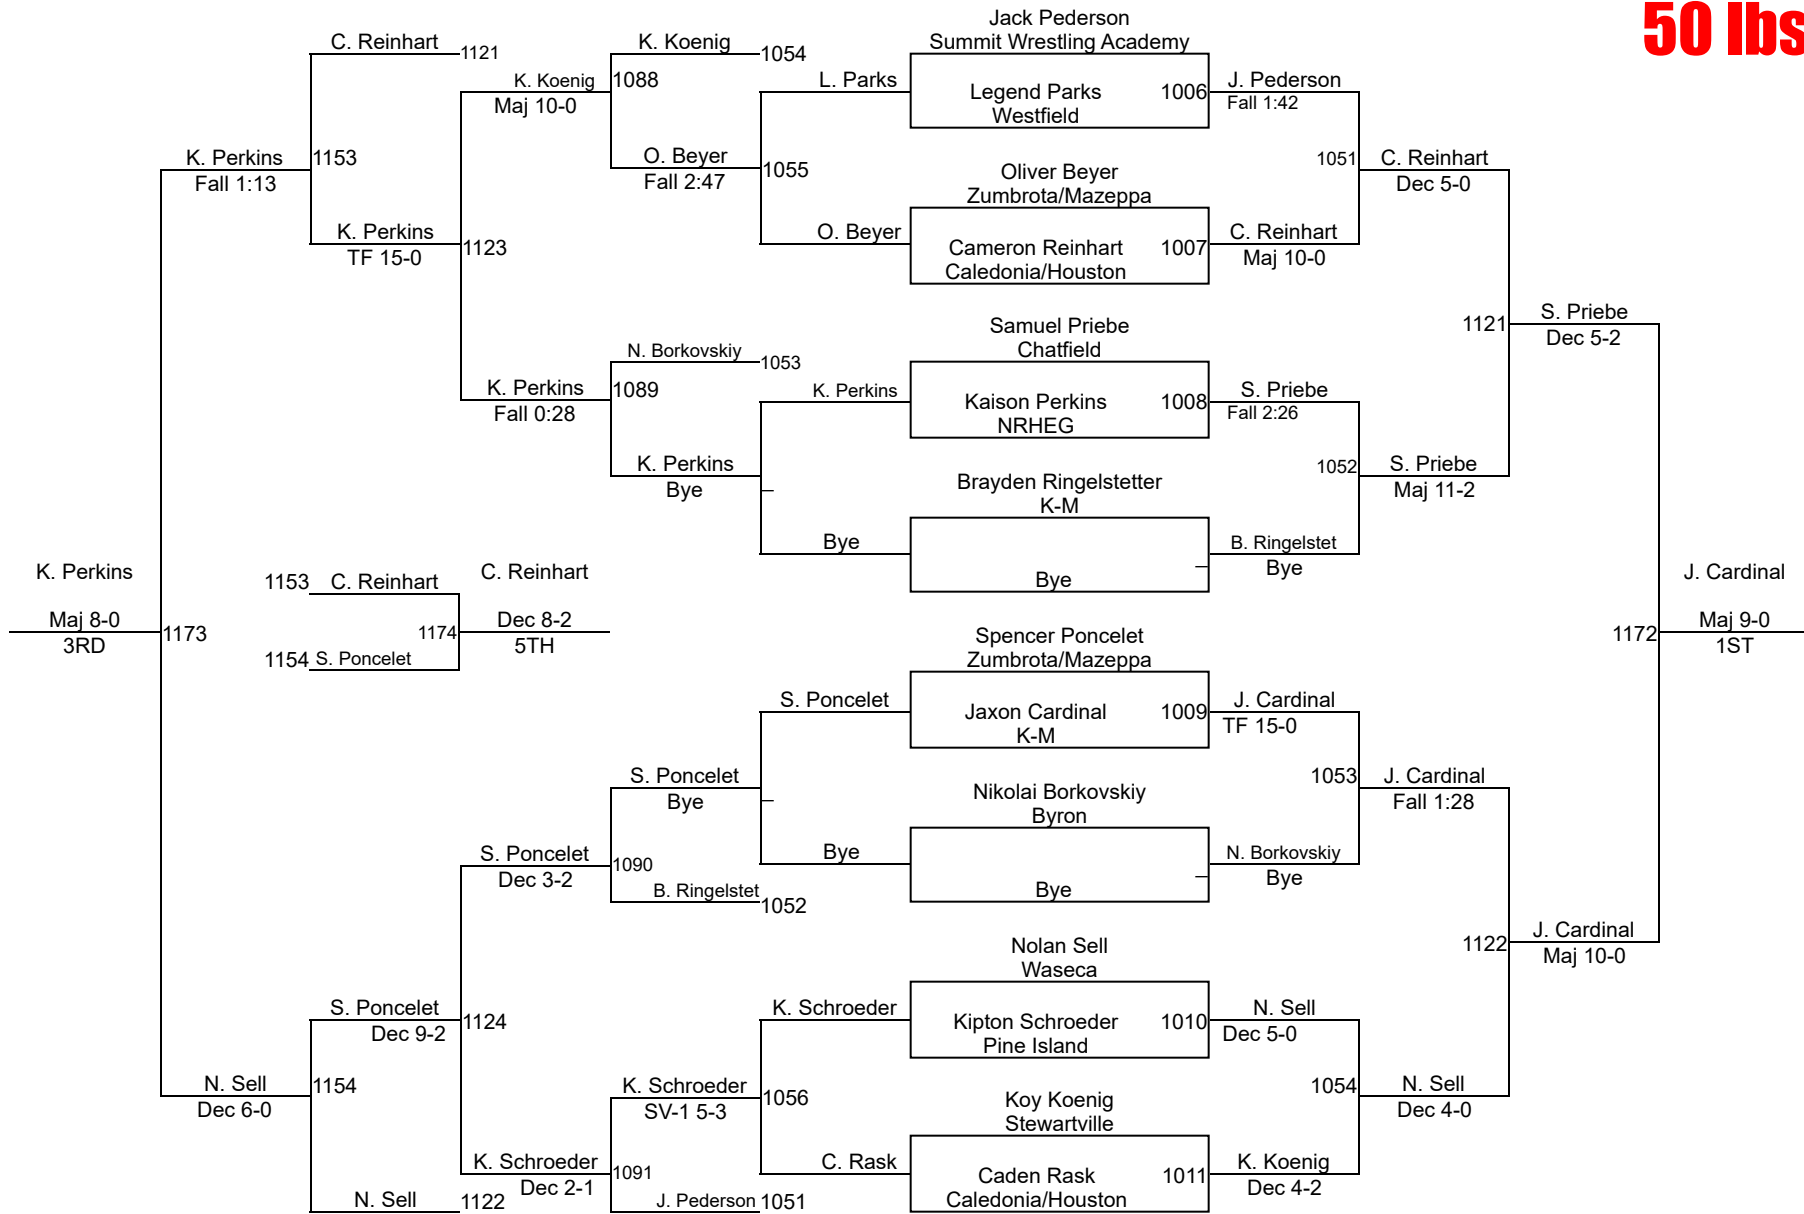 50 lbs
Jack Pederson
Summit Wrestling Academy
Legend Parks
Westfield
1006
Oliver Beyer
Zumbrota/Mazeppa
Cameron Reinhart
Caledonia/Houston
1007
Samuel Priebe
Chatfield
Kaison Perkins
NRHEG
1008
Brayden Ringelstetter
K-M
Bye
Spencer Poncelet
Zumbrota/Mazeppa
Jaxon Cardinal
K-M
1009
Nikolai Borkovskiy
Byron
Bye
Nolan Sell
Waseca
Kipton Schroeder
Pine Island
1010
Koy Koenig
Stewartville
Caden Rask
Caledonia/Houston
1011
J. Pederson
Fall 1:42
1051
C. Reinhart
Maj 10-0
S. Priebe
Fall 2:26
1052
B. Ringelstet
Bye
J. Cardinal
TF 15-0
1053
N. Borkovskiy
Bye
N. Sell
Dec 5-0
1054
K. Koenig
Dec 4-2
C. Reinhart
Dec 5-0
1121
S. Priebe
Maj 11-2
J. Cardinal
Fall 1:28
1122
N. Sell
Dec 4-0
S. Priebe
Dec 5-2
1172
J. Cardinal
Maj 10-0
J. Cardinal
Maj 9-0
1ST
L. Parks
1055
O. Beyer
K. Perkins
Bye
S. Poncelet
Bye
K. Schroeder
1056
C. Rask
K. Koenig
1054
1088
O. Beyer
Fall 2:47
N. Borkovskiy
1053
1089
K. Perkins
Bye
S. Poncelet
Bye
1090
B. Ringelstet
1052
K. Schroeder
SV-1 5-3
1091
J. Pederson
1051
K. Koenig
Maj 10-0
1123
K. Perkins
Fall 0:28
S. Poncelet
Dec 3-2
1124
K. Schroeder
Dec 2-1
C. Reinhart
1121
1153
K. Perkins
TF 15-0
S. Poncelet
Dec 9-2
1154
N. Sell
1122
K. Perkins
Fall 1:13
1173
N. Sell
Dec 6-0
K. Perkins
Maj 8-0
3RD
1153
C. Reinhart
1174
1154
S. Poncelet
C. Reinhart
Dec 8-2
5TH